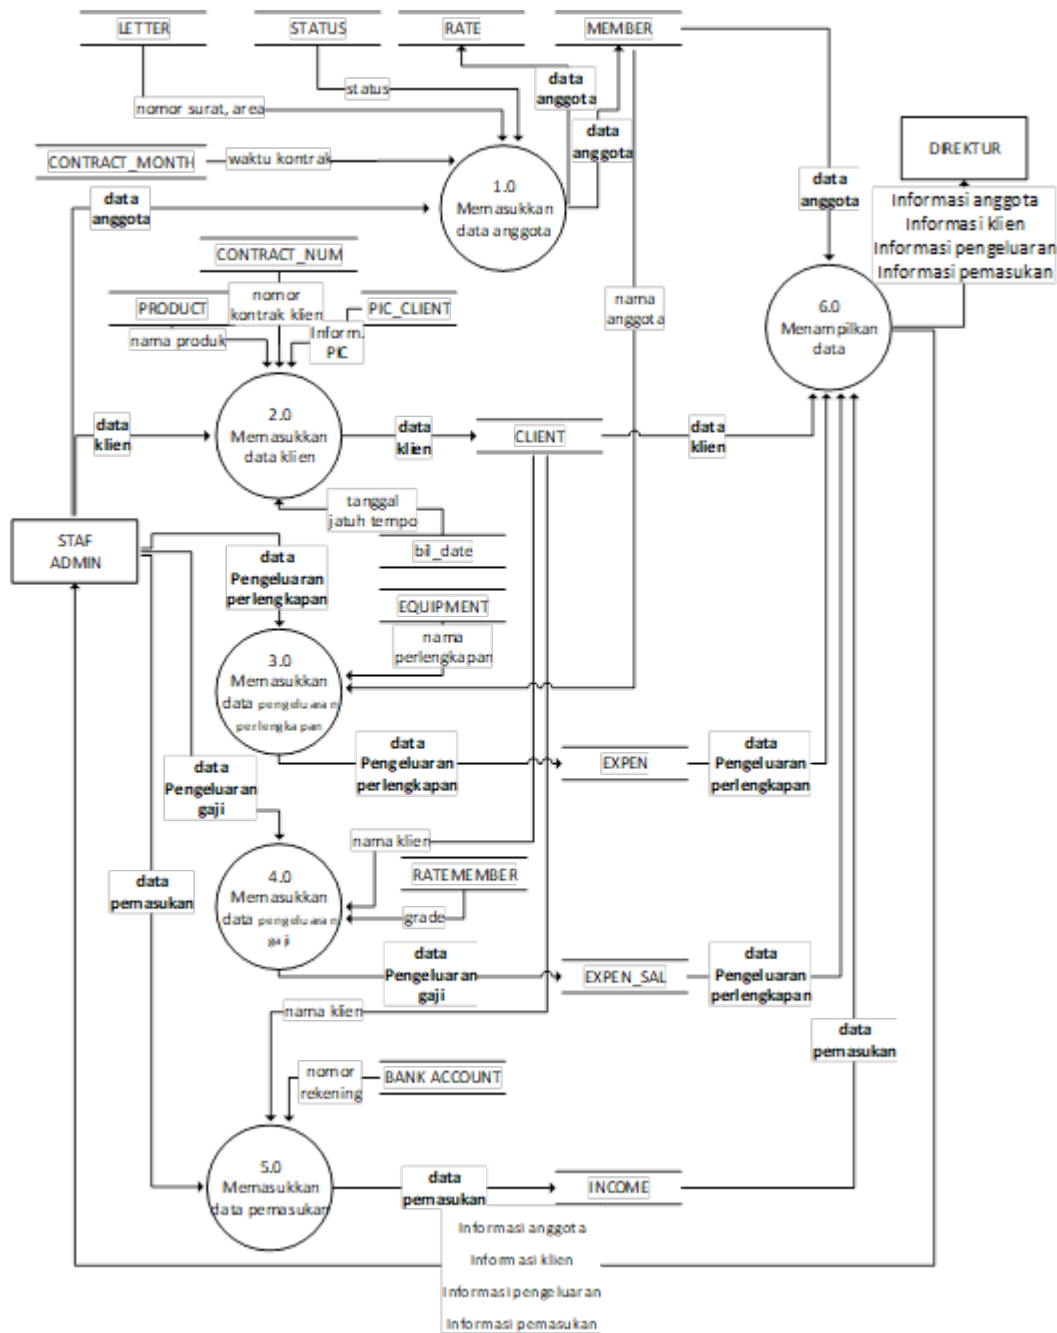 LETTER
STATUS
RATE
MEMBER
data
anggota
status
nomor surat, area
data
anggota
DIREKTUR
CONTRACT_MONTH
waktu kontrak
1.0
Memasukkan
data anggota
data
anggota
data
anggota
Informasi anggota
Informasi klien
Informasi pengeluaran
Informasi pemasukan
CONTRACT_NUM
nomor
kontrak klien
PRODUCT
PIC_CLIENT
nama produk
Inform.
PIC
nama
anggota
6.0
Menampilkan
data
2.0
Memasukkan
data klien
data
klien
data
klien
CLIENT
data
klien
tanggal
jatuh tempo
STAF
ADMIN
bil_date
data
Pengeluaran
perlengkapan
EQUIPMENT
nama
perlengkapan
3.0
Memasukkan
data pengeluaran
perlengkapan
data
Pengeluaran
perlengkapan
EXPEN
data
Pengeluaran
perlengkapan
data
Pengeluaran
gaji
nama klien
RATEMEMBER
4.0
Memasukkan
data pengeluaran
gaji
data
pemasukan
grade
data
Pengeluaran
gaji
EXPEN_SAL
data
Pengeluaran
perlengkapan
nama klien
data
pemasukan
nomor
rekening
BANK ACCOUNT
5.0
Memasukkan
data pemasukan
data
pemasukan
INCOME
Informasi anggota
Informasi klien
Informasi pengeluaran
Informasi pemasukan